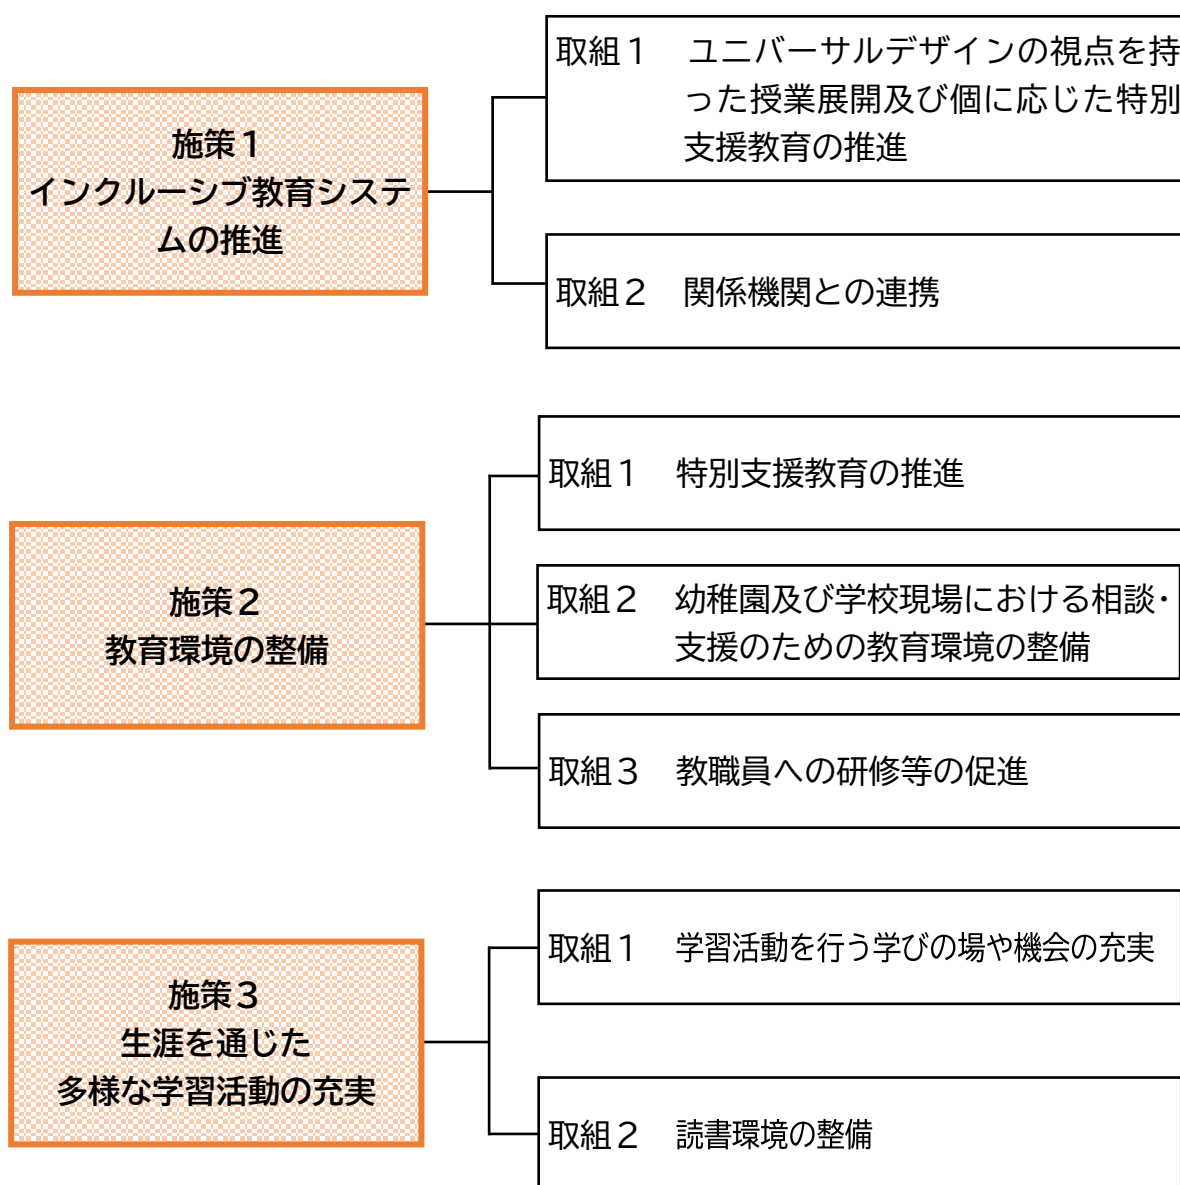 施策１
インクルーシブ教育システ
ムの推進
取組１　ユニバーサルデザインの視点を持
った授業展開及び個に応じた特別
支援教育の推進
取組２　関係機関との連携
施策２
教育環境の整備
取組１　特別支援教育の推進
取組２　幼稚園及び学校現場における相談・
支援のための教育環境の整備
取組３　教職員への研修等の促進
施策３
生涯を通じた
多様な学習活動の充実
取組１　学習活動を行う学びの場や機会の充実
取組２　読書環境の整備